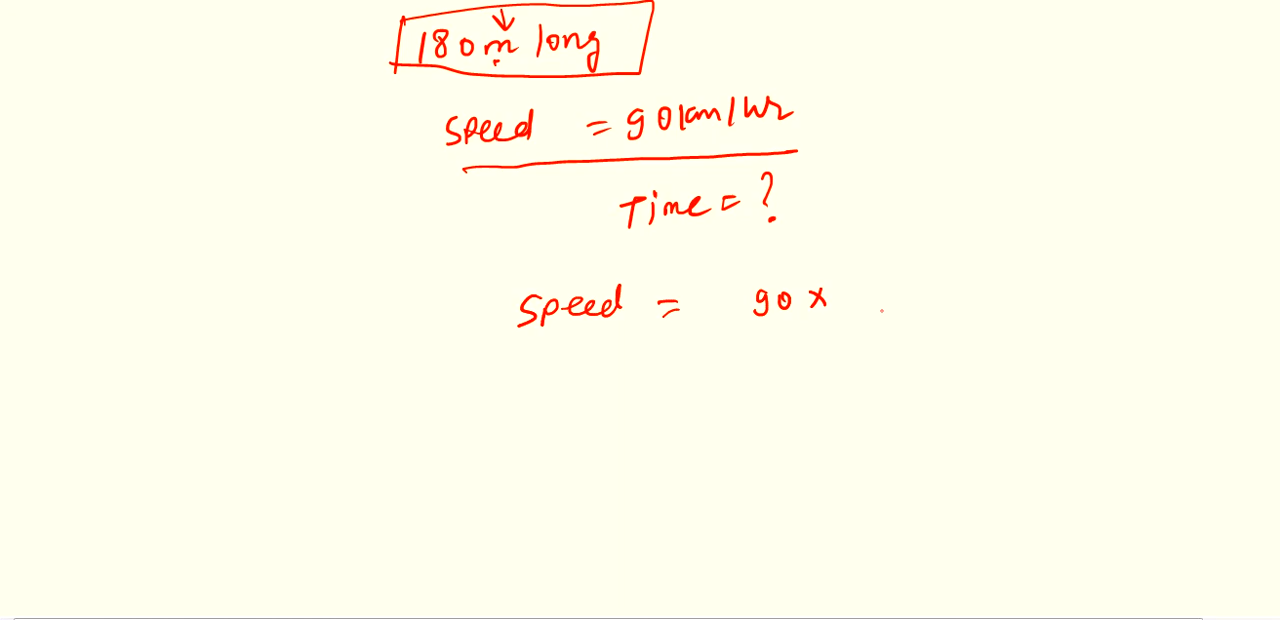 180m long
speed = 90km/hr
Time = ?
speed = 90 x